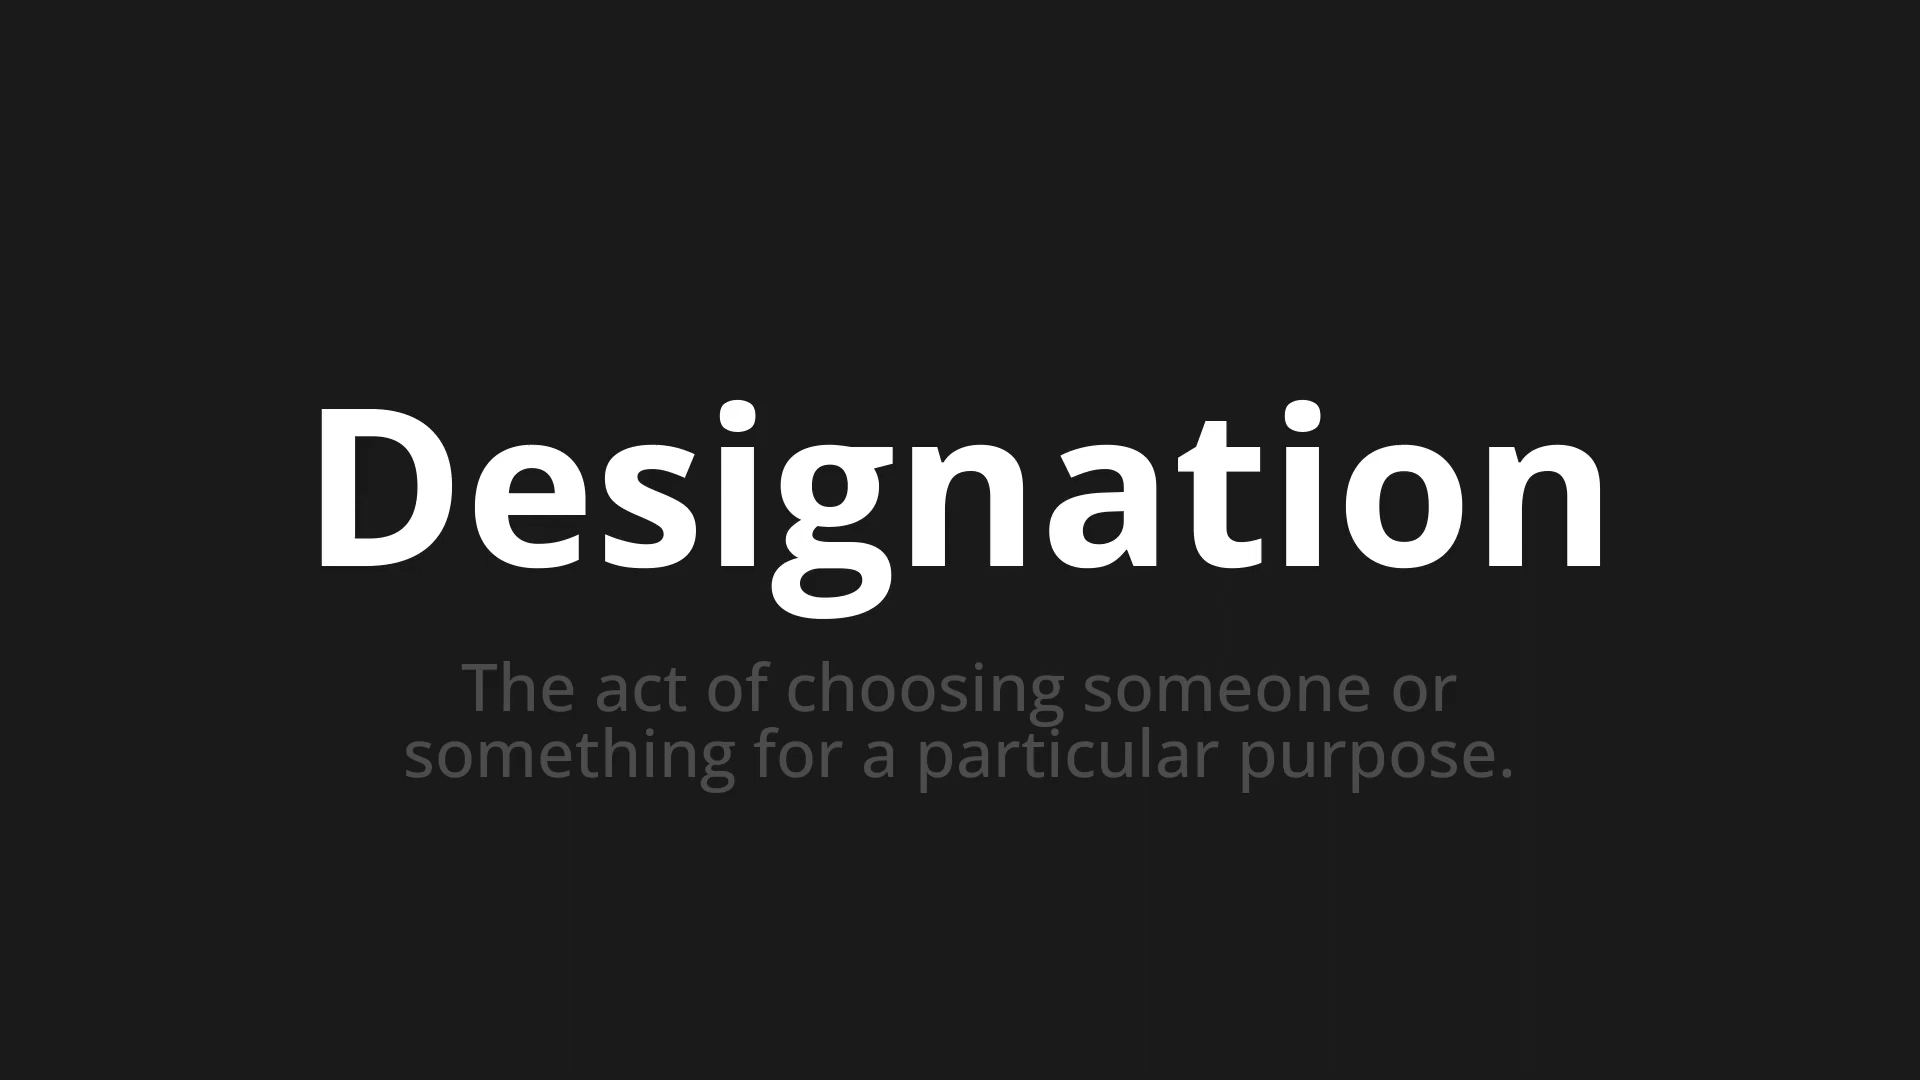 Designation
The act of choosing someone or
something for a particular purpose.